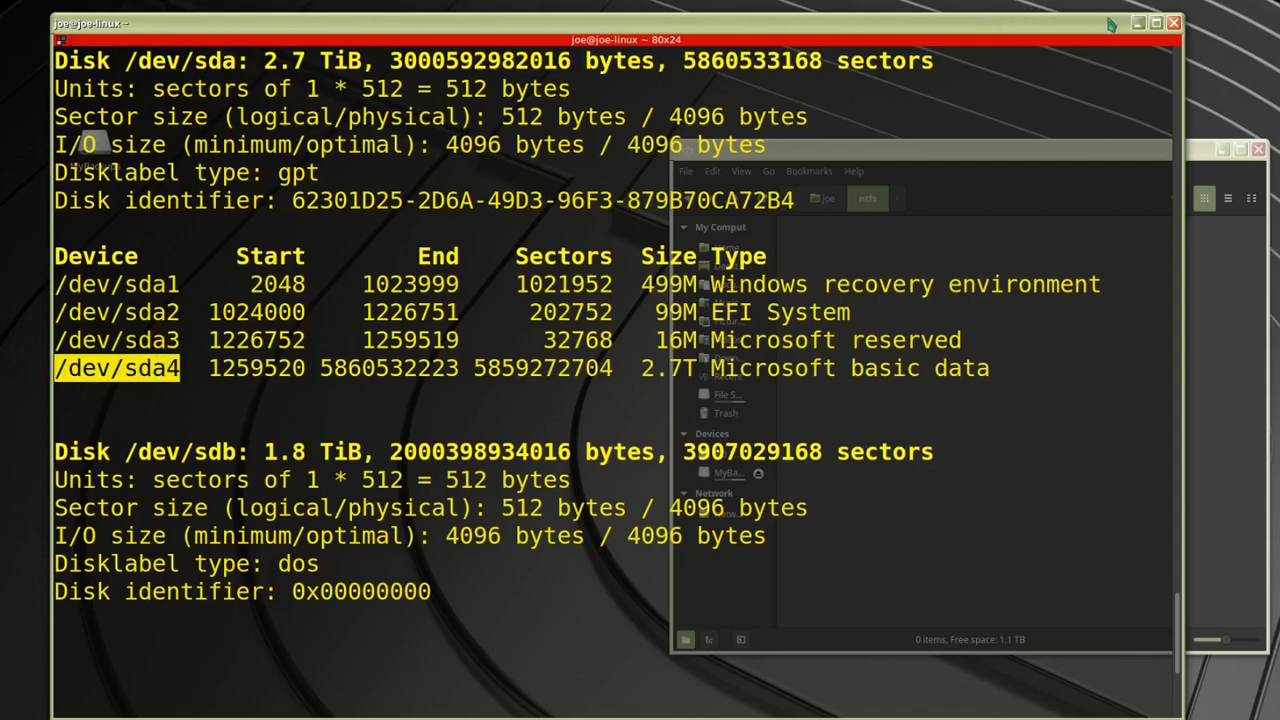 joe@joe-linux ~
joe@joe-linux ~ 80x24
Disk /dev/sda: 2.7 TiB, 3000592982016 bytes, 5860533168 sectors
Units: sectors of 1 * 512 = 512 bytes
Sector size (logical/physical): 512 bytes / 4096 bytes
I/O size (minimum/optimal): 4096 bytes / 4096 bytes
Disklabel type: gpt
Disk identifier: 62301D25-2D6A-49D3-96F3-879B70CA72B4
Device Start End Sectors Size Type
/dev/sda1 2048 1023999 1021952 499M Windows recovery environment
/dev/sda2 1024000 1226751 202752 99M EFI System
/dev/sda3 1226752 1259519 32768 16M Microsoft reserved
/dev/sda4 1259520 5860532223 5859272704 2.7T Microsoft basic data
Disk /dev/sdb: 1.8 TiB, 2000398934016 bytes, 3907029168 sectors
Units: sectors of 1 * 512 = 512 bytes
Sector size (logical/physical): 512 bytes / 4096 bytes
I/O size (minimum/optimal): 4096 bytes / 4096 bytes
Disklabel type: dos
Disk identifier: 0x00000000
File Edit View Go Bookmarks Help
joe ntfs
My Comput
Home
File S...
Trash
Devices
MyBa...
Network
Netw...
0 items, Free space: 1.1 TB